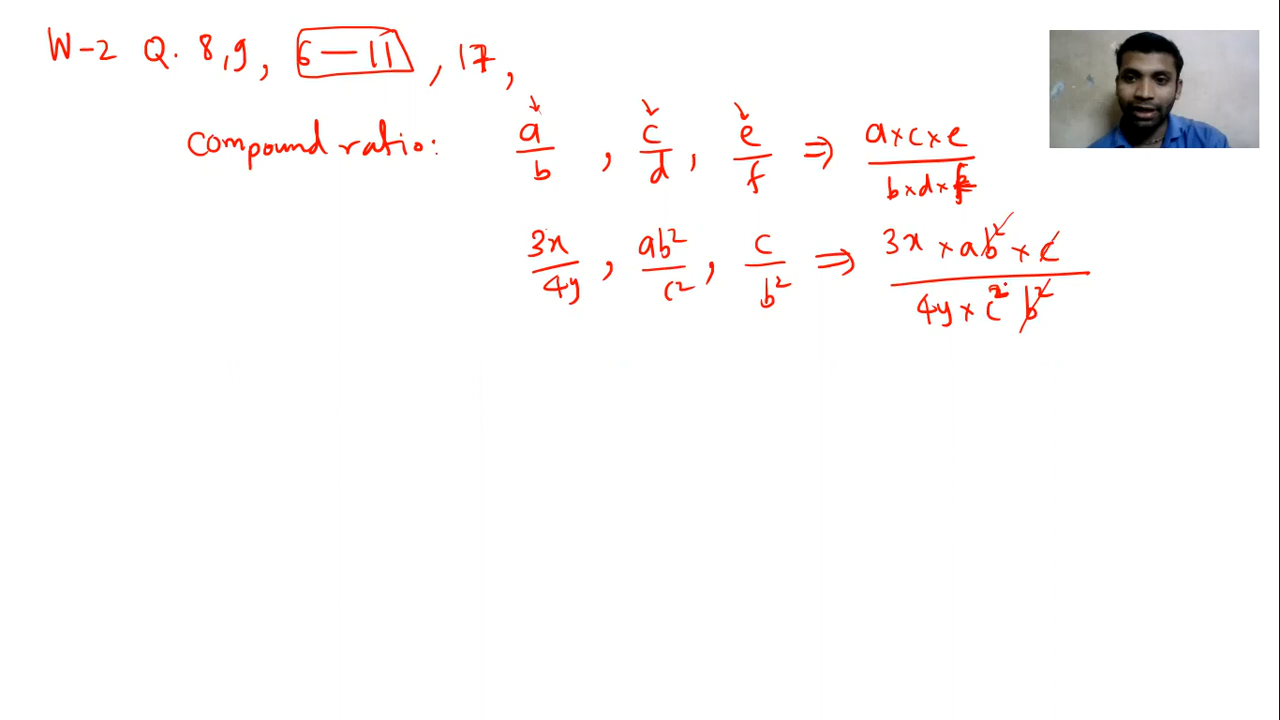 W-2 Q. 8,9, 6 — 11, 17,
Compound ratio: a/b , c/d , e/f ⇒ a×c×e / b×d×f
3x/4y , ab²/c² , c/b² ⇒ 3x × ab² × c / 4y × c² b²